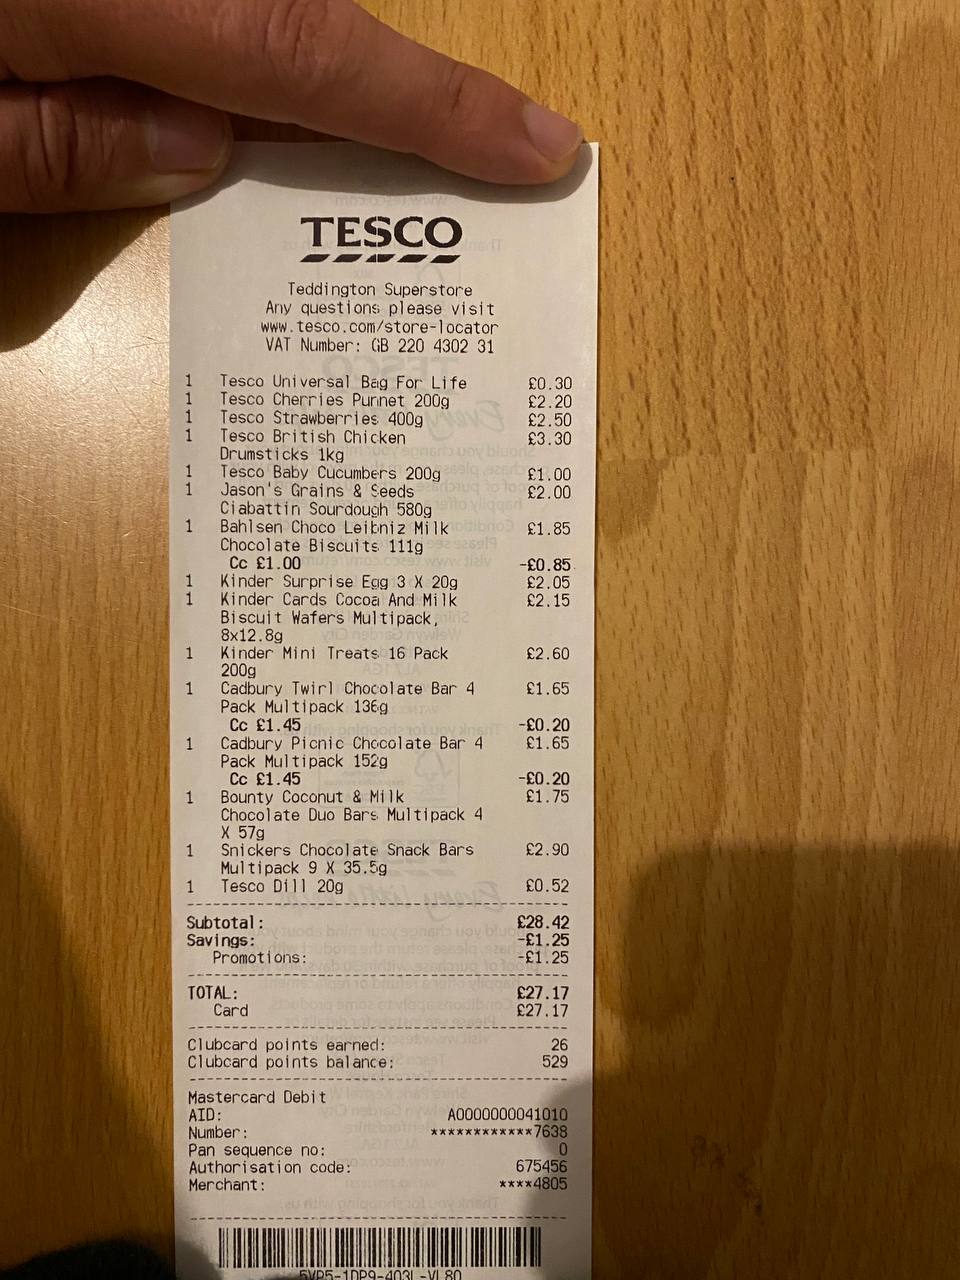 TESCO
Teddington Superstore
Any questions please visit
www.tesco.com/store-locator
VAT Number: GB 220 4302 31
1 Tesco Universal Bag For Life £0.30
1 Tesco Cherries Punnet 200g £2.20
1 Tesco Strawberries 400g £2.50
1 Tesco British Chicken £3.30
Drumsticks 1kg
1 Tesco Baby Cucumbers 200g £1.00
1 Jason's Grains & Seeds £2.00
Ciabattin Sourdough 580g
1 Bahlsen Choco Leibniz Milk £1.85
Chocolate Biscuits 111g
Cc £1.00 -£0.85
1 Kinder Surprise Egg 3 X 20g £2.05
1 Kinder Cards Cocoa And Milk £2.15
Biscuit Wafers Multipack,
8x12.8g
1 Kinder Mini Treats 16 Pack £2.60
200g
1 Cadbury Twirl Chocolate Bar 4 £1.65
Pack Multipack 136g
Cc £1.45 -£0.20
1 Cadbury Picnic Chocolate Bar 4 £1.65
Pack Multipack 152g
Cc £1.45 -£0.20
1 Bounty Coconut & Milk £1.75
Chocolate Duo Bars Multipack 4
X 57g
1 Snickers Chocolate Snack Bars £2.90
Multipack 9 X 35.5g
1 Tesco Dill 20g £0.52
Subtotal: £28.42
Savings: -£1.25
Promotions: -£1.25
TOTAL: £27.17
Card £27.17
Clubcard points earned: 26
Clubcard points balance: 529
Mastercard Debit
AID: A0000000041010
Number: ************7638
Pan sequence no: 0
Authorisation code: 675456
Merchant: ****4805
5VP5-1DP9-403L-VL80